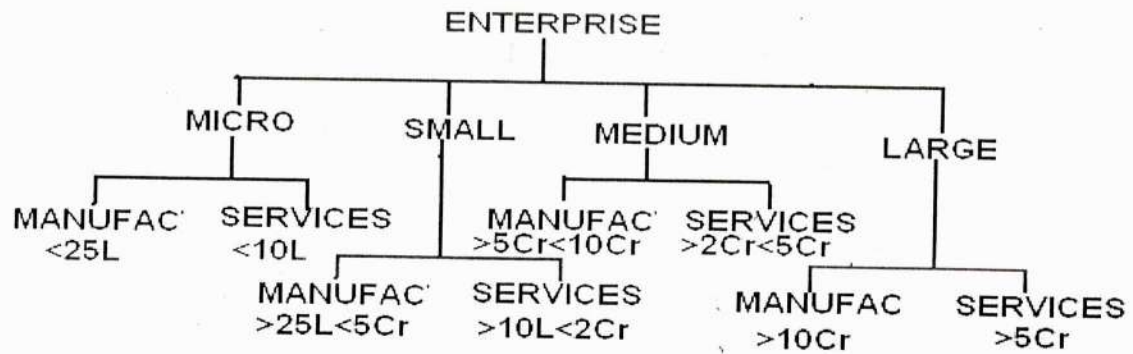 ENTERPRISE
MICRO
SMALL
MEDIUM
LARGE
MANUFAC'
<25L
SERVICES
<10L
MANUFAC'
>25L<5Cr
SERVICES
>10L<2Cr
MANUFAC'
>5Cr<10Cr
SERVICES
>2Cr<5Cr
MANUFAC
>10Cr
SERVICES
>5Cr